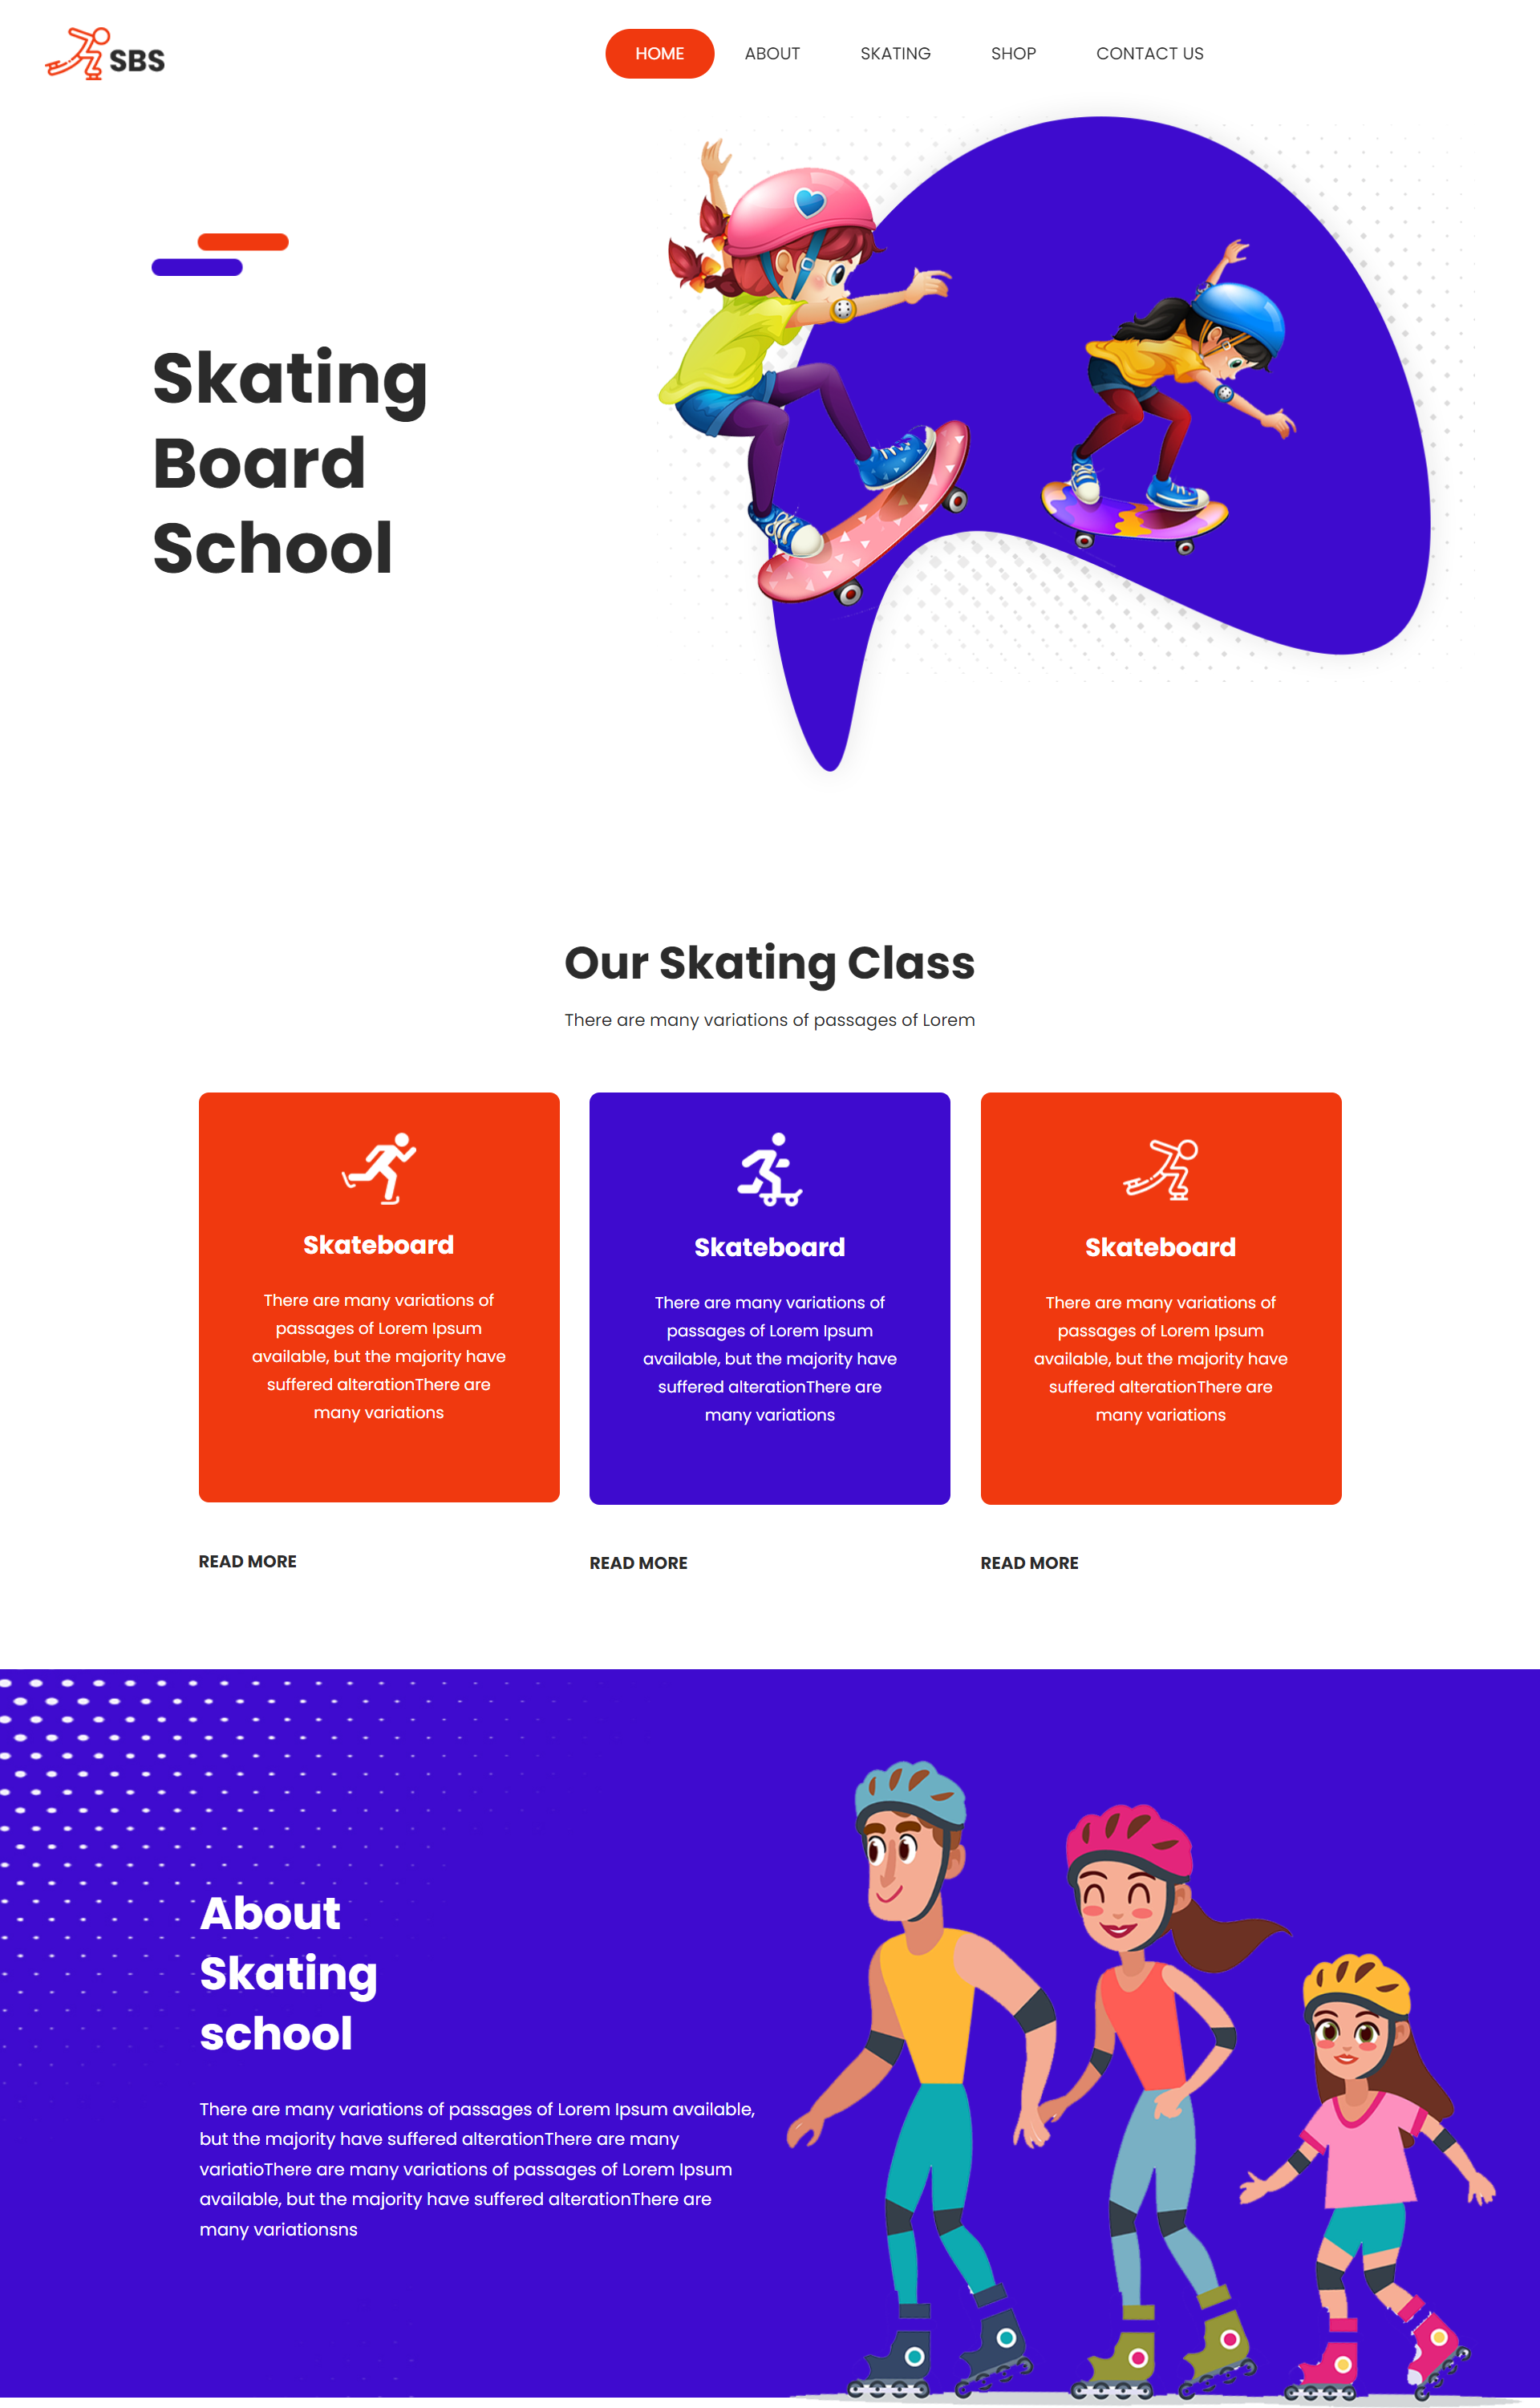 SBS
HOME ABOUT SKATING SHOP CONTACT US
Skating
Board
School
Our Skating Class
There are many variations of passages of Lorem
Skateboard
There are many variations of
passages of Lorem Ipsum
available, but the majority have
suffered alterationThere are
many variations
READ MORE
Skateboard
There are many variations of
passages of Lorem Ipsum
available, but the majority have
suffered alterationThere are
many variations
READ MORE
Skateboard
There are many variations of
passages of Lorem Ipsum
available, but the majority have
suffered alterationThere are
many variations
READ MORE
About
Skating
school
There are many variations of passages of Lorem Ipsum available,
but the majority have suffered alterationThere are many
variatioThere are many variations of passages of Lorem Ipsum
available, but the majority have suffered alterationThere are
many variationsns